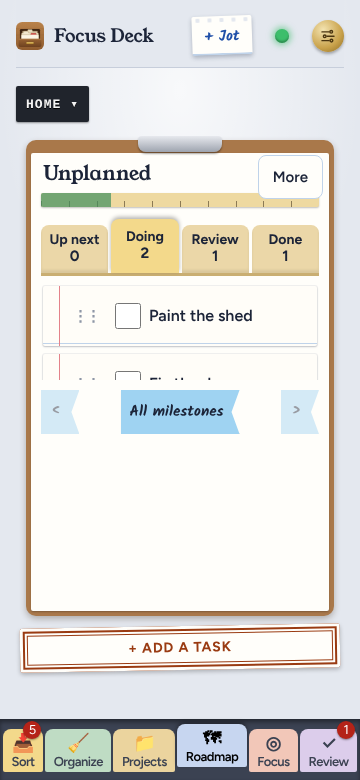 Focus Deck
+ Jot
HOME ▾
Unplanned
More
Up next
0
Doing
2
Review
1
Done
1
Paint the shed
<
All milestones
>
+ ADD A TASK
5
Sort
Organize
Projects
Roadmap
Focus
1
Review